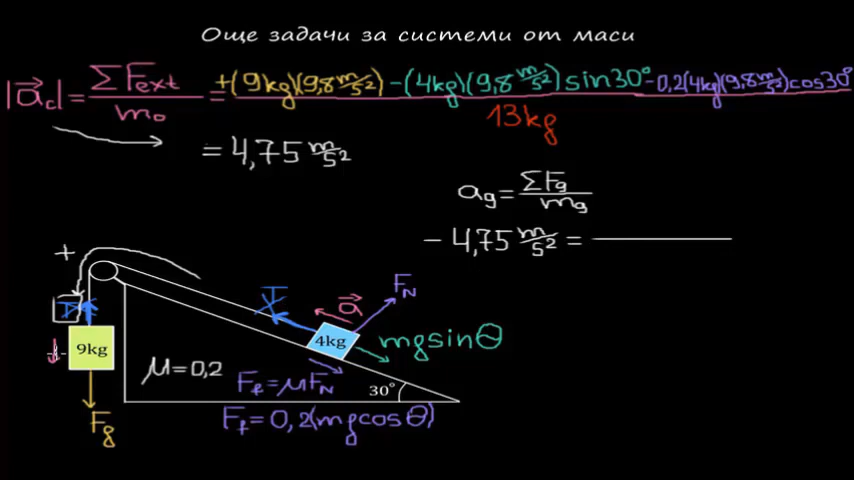 Още задачи за системи от маси
|a⃗d| = ΣFext / m₀ = +(9kg)(9,8 m/s²) −(4kg)(9,8 m/s²) sin30° −0,2(4kg)(9,8 m/s²)cos30° / 13kg
= 4,75 m/s²
ag = ΣFg / mg
− 4,75 m/s² =
+
FN
T
a⃗
T
4kg
mgsinθ
9kg
μ=0,2
Ff=μFN
30°
Fg
Ff=0,2(mgcosθ)